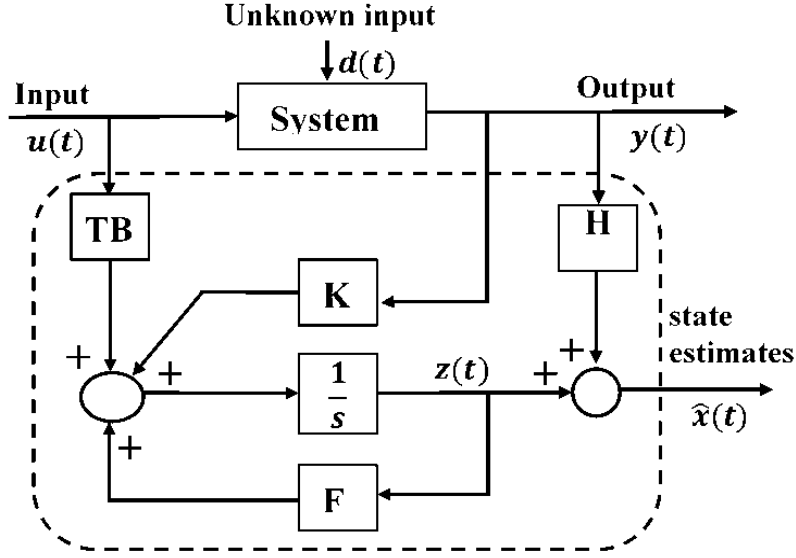 Unknown input
d(t)
Input
u(t)
System
Output
y(t)
TB
H
K
+
+
+
1
s
z(t)
+
+
state
estimates
x̂(t)
F